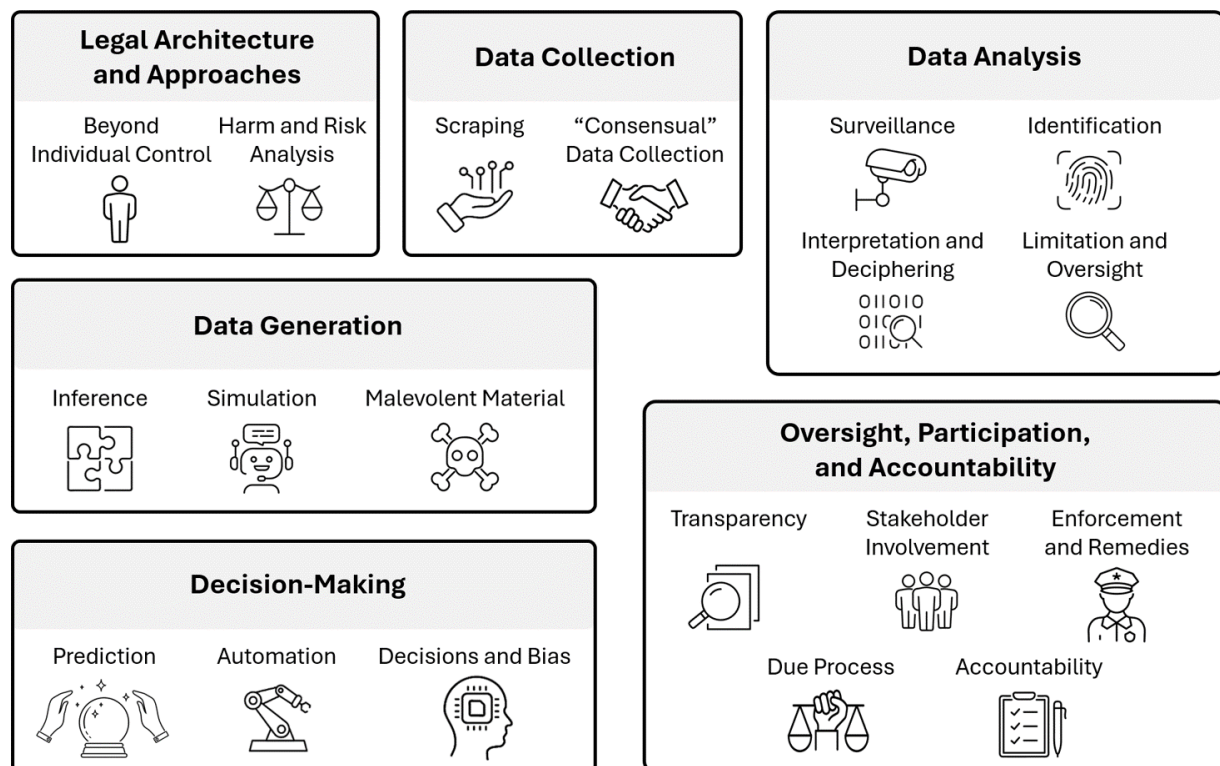 Legal Architecture
and Approaches
Beyond
Individual Control
Harm and Risk
Analysis
Data Collection
Scraping
“Consensual”
Data Collection
Data Analysis
Surveillance
Identification
Interpretation and
Deciphering
Limitation and
Oversight
Data Generation
Inference
Simulation
Malevolent Material
Oversight, Participation,
and Accountability
Transparency
Stakeholder
Involvement
Enforcement
and Remedies
Due Process
Accountability
Decision-Making
Prediction
Automation
Decisions and Bias